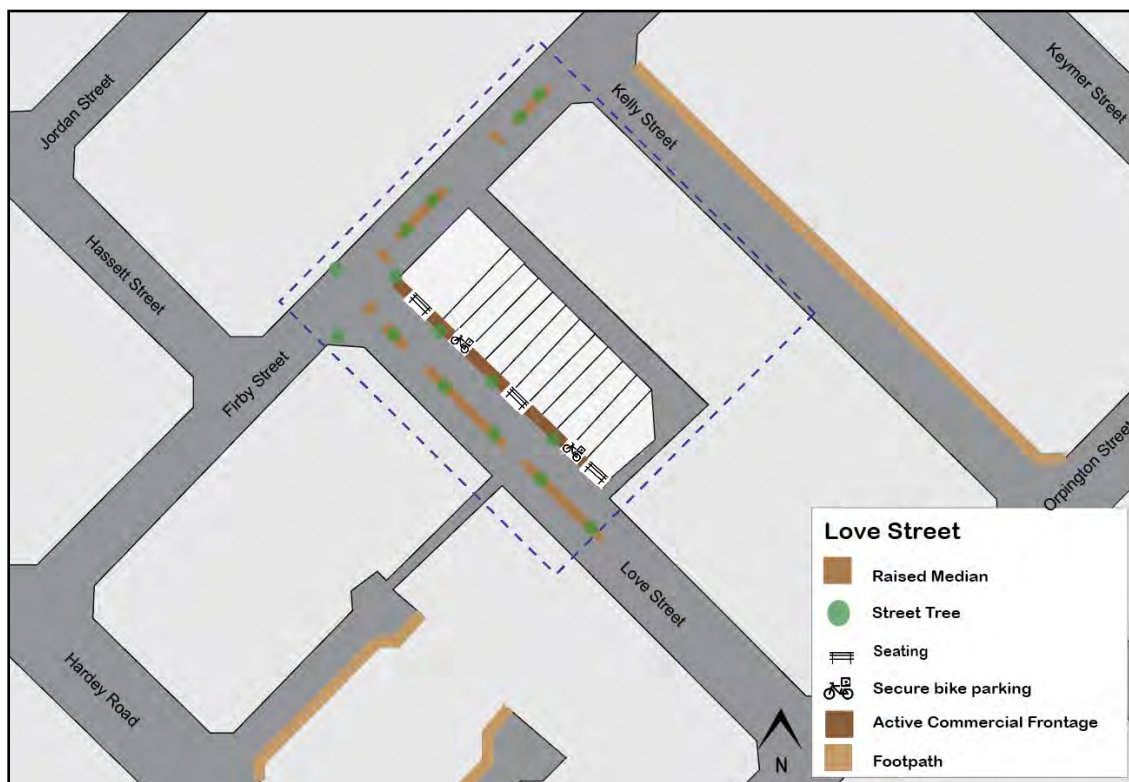 Jordan Street
Kelly Street
Keymer Street
Hassett Street
Firby Street
Orpington Street
Love Street
Hardey Road
N
Love Street
Raised Median
Street Tree
Seating
Secure bike parking
Active Commercial Frontage
Footpath